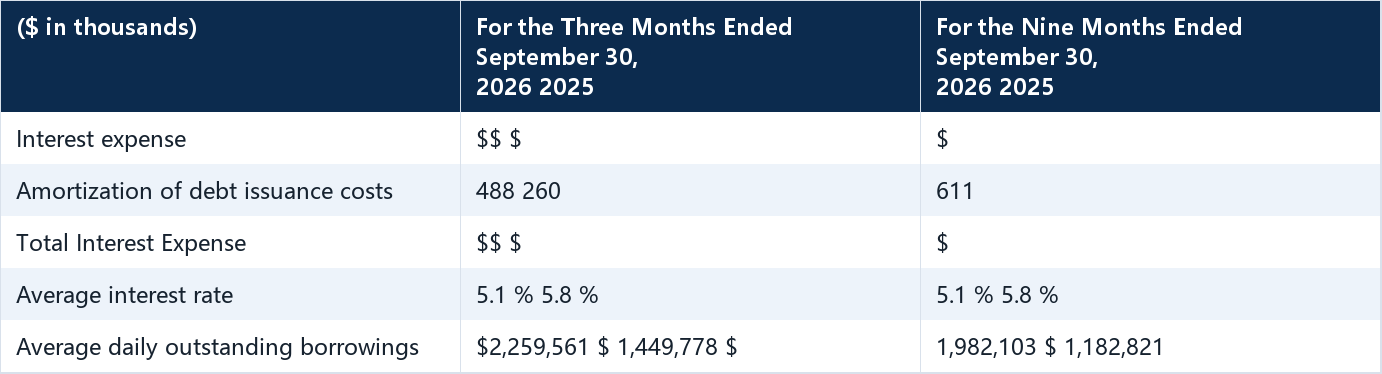 ($ in thousands) For the Three Months Ended September 30, 2026 2025 For the Nine Months Ended September 30, 2026 2025
Interest expense $$ $ $
Amortization of debt issuance costs 488 260 611
Total Interest Expense $$ $ $
Average interest rate 5.1 % 5.8 % 5.1 % 5.8 %
Average daily outstanding borrowings $2,259,561 $ 1,449,778 $ 1,982,103 $ 1,182,821